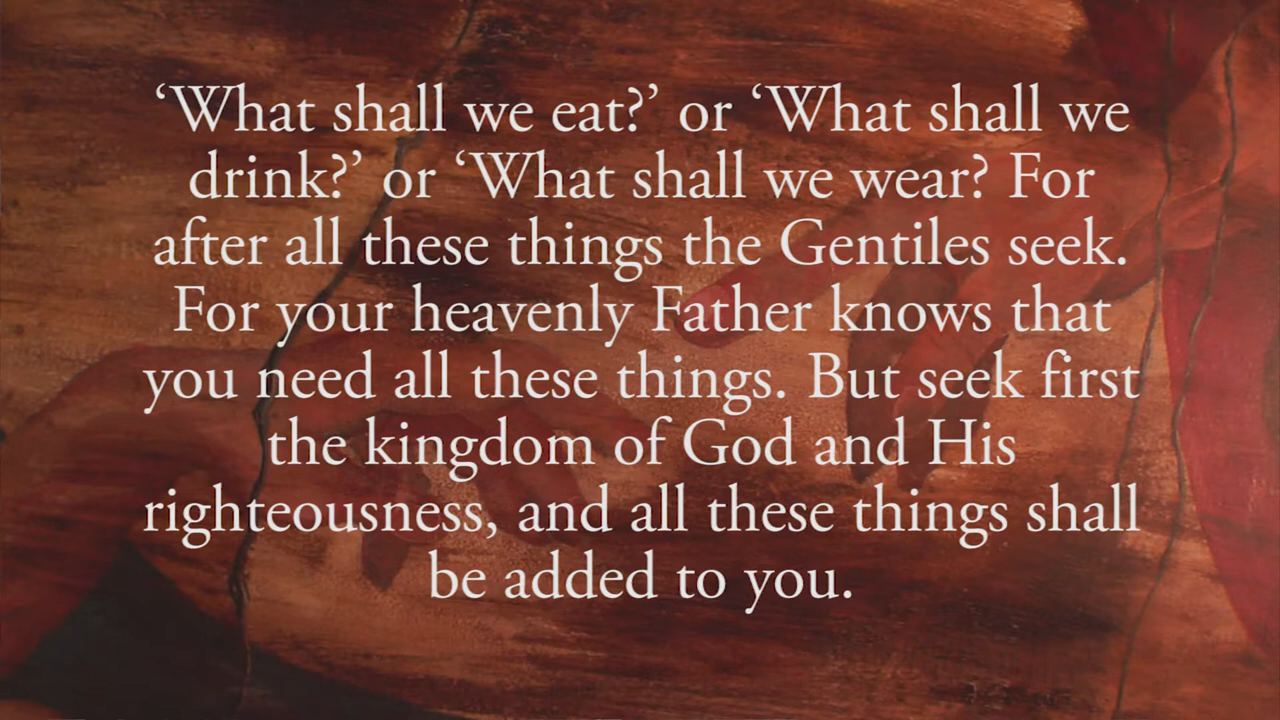 ‘What shall we eat?’ or ‘What shall we
drink?’ or ‘What shall we wear? For
after all these things the Gentiles seek.
For your heavenly Father knows that
you need all these things. But seek first
the kingdom of God and His
righteousness, and all these things shall
be added to you.